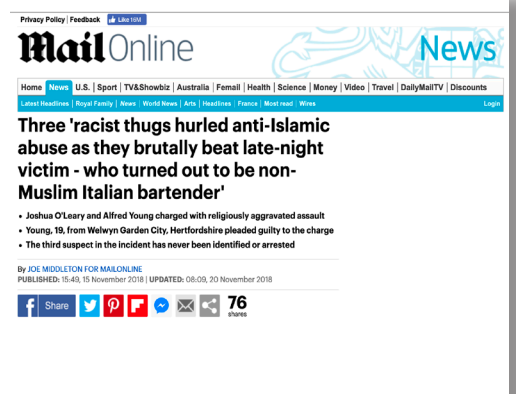 Privacy Policy | Feedback Like 16M
Mail Online News
Home News U.S. | Sport | TV&Showbiz | Australia | Femail | Health | Science | Money | Video | Travel | DailyMailTV | Discounts
Latest Headlines | Royal Family | News | World News | Arts | Headlines | France | Most read | Wires Login
Three 'racist thugs hurled anti-Islamic
abuse as they brutally beat late-night
victim - who turned out to be non-
Muslim Italian bartender'
• Joshua O'Leary and Alfred Young charged with religiously aggravated assault
• Young, 19, from Welwyn Garden City, Hertfordshire pleaded guilty to the charge
• The third suspect in the incident has never been identified or arrested
By JOE MIDDLETON FOR MAILONLINE
PUBLISHED: 15:49, 15 November 2018 | UPDATED: 08:09, 20 November 2018
Share 76
shares